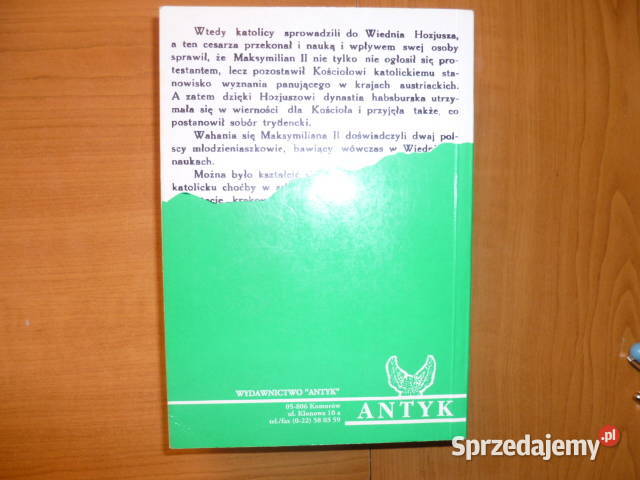 Wtedy katolicy sprowadzili do Wiednia Hozjusza,
a ten cesarza przekonał i nauką i wpływem swej osoby
sprawił, że Maksymilian II nie tylko nie ogłosił się pro-
testantem, lecz pozostawił Kościołowi katolickiemu sta-
nowisko wyznania panującego w krajach austriackich.
A zatem dzięki Hozjuszowi dynastia habsburska utrzy-
mała się w wierności dla Kościoła i przyjęła także, co
postanowił sobór trydencki.
Wahania się Maksymiliana II doświadczyli dwaj pol-
scy młodzieniaszkowie, bawiący wówczas w
naukach.
Można było kształcić
katolicku choćby w
WYDAWNICTWO "ANTYK"
05-806 Komorów
ul. Klonowa 10 a
tel./fax (0-22) 58 03 59
ANTYK
Sprzedajemy.pl